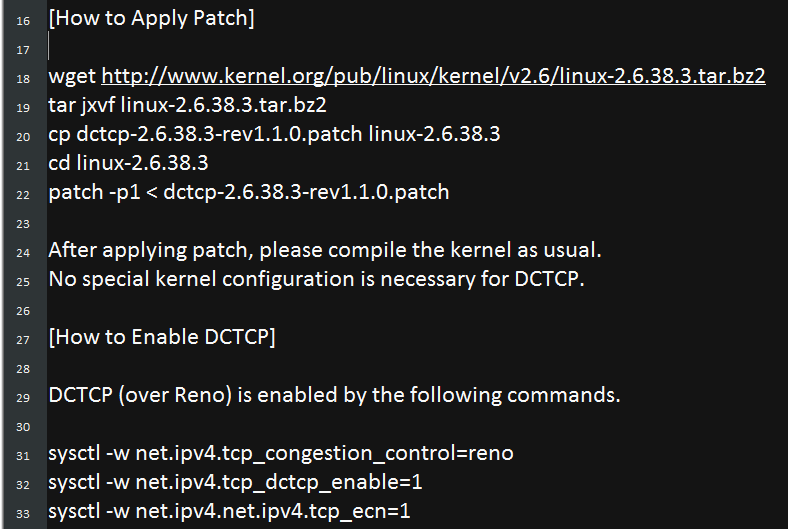 16 [How to Apply Patch]
17
18 wget http://www.kernel.org/pub/linux/kernel/v2.6/linux-2.6.38.3.tar.bz2
19 tar jxvf linux-2.6.38.3.tar.bz2
20 cp dctcp-2.6.38.3-rev1.1.0.patch linux-2.6.38.3
21 cd linux-2.6.38.3
22 patch -p1 < dctcp-2.6.38.3-rev1.1.0.patch
23
24 After applying patch, please compile the kernel as usual.
25 No special kernel configuration is necessary for DCTCP.
26
27 [How to Enable DCTCP]
28
29 DCTCP (over Reno) is enabled by the following commands.
30
31 sysctl -w net.ipv4.tcp_congestion_control=reno
32 sysctl -w net.ipv4.tcp_dctcp_enable=1
33 sysctl -w net.ipv4.net.ipv4.tcp_ecn=1